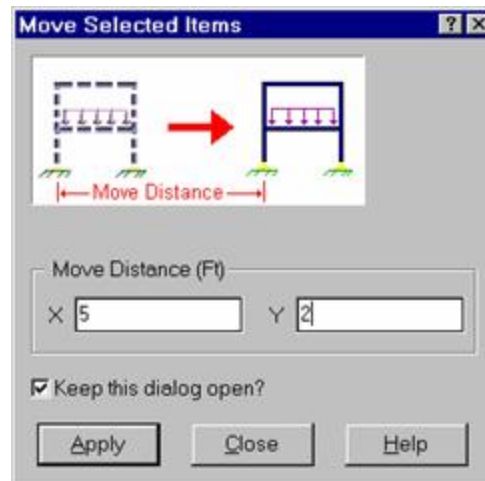 Move Selected Items
Move Distance
Move Distance (Ft)
X 5 Y 2
Keep this dialog open?
Apply Close Help